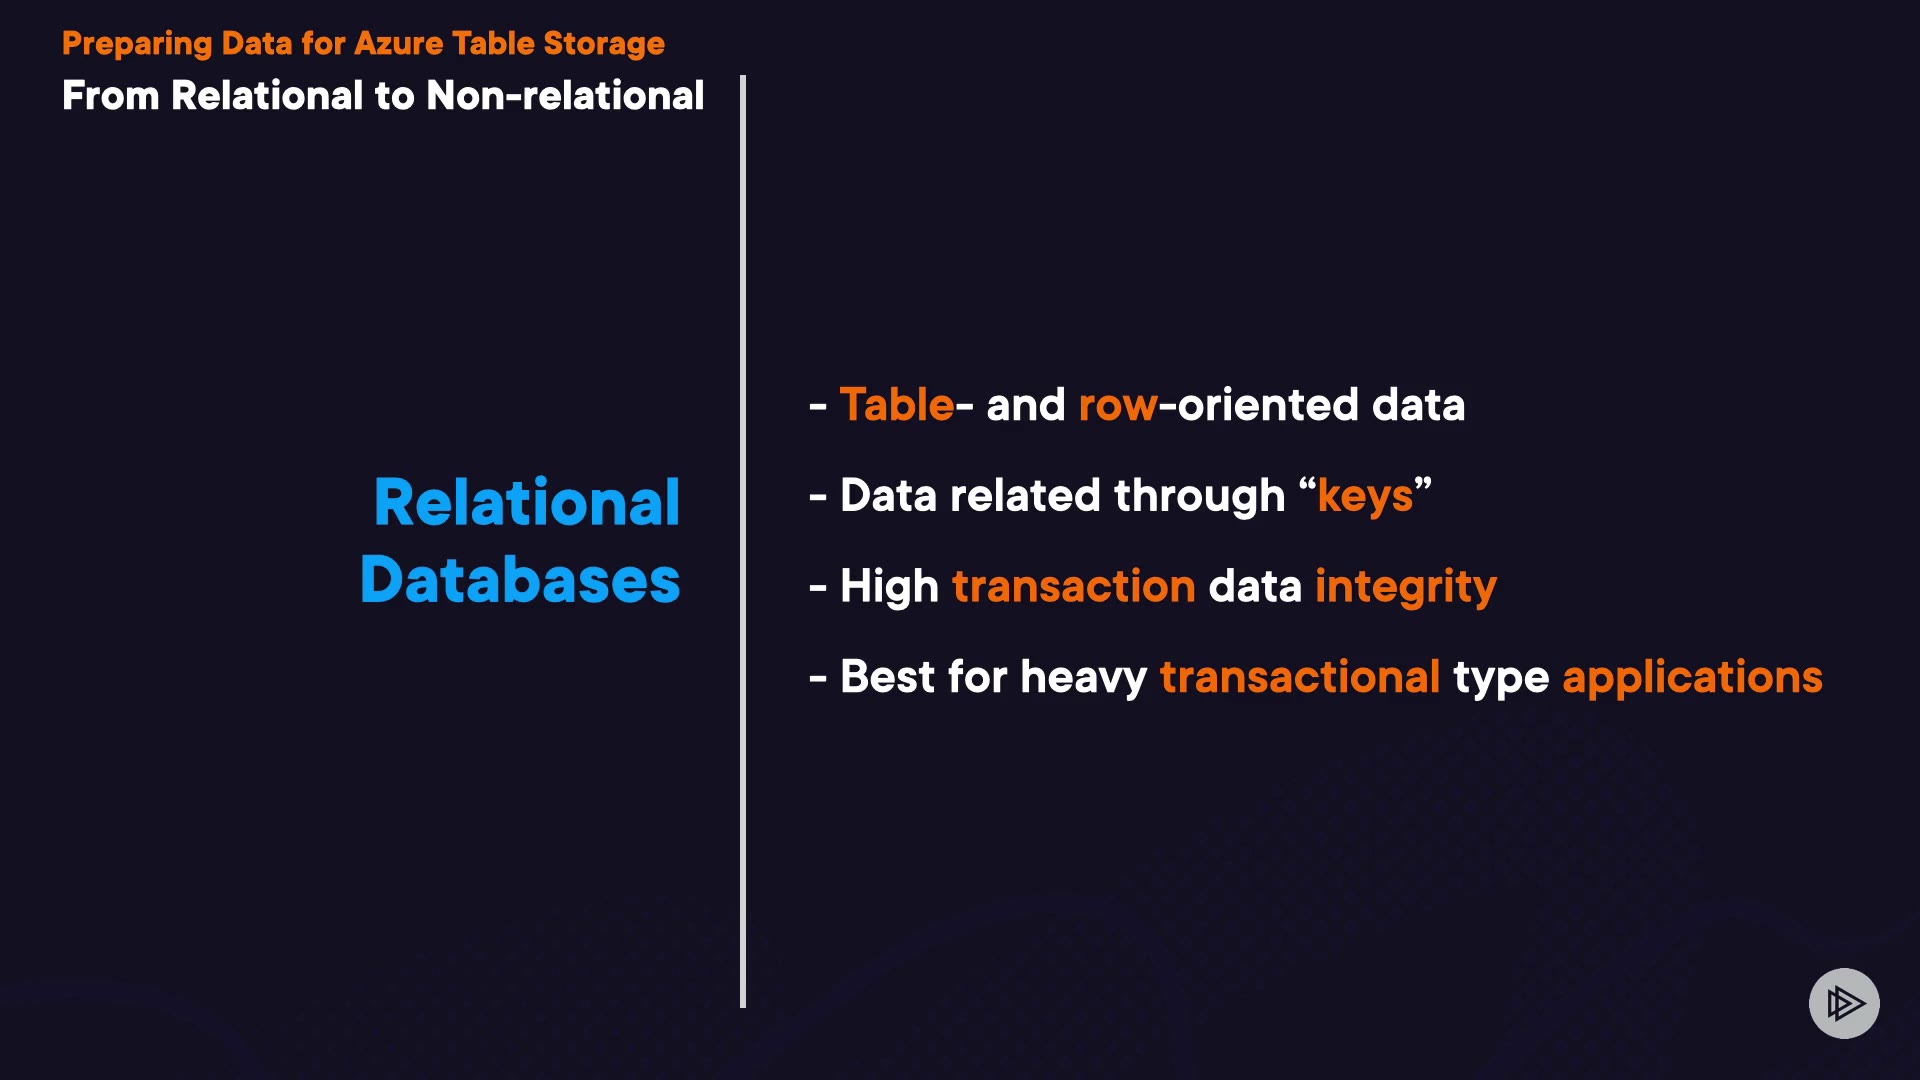 Preparing Data for Azure Table Storage
From Relational to Non-relational
Relational
Databases
- Table- and row-oriented data
- Data related through “keys”
- High transaction data integrity
- Best for heavy transactional type applications